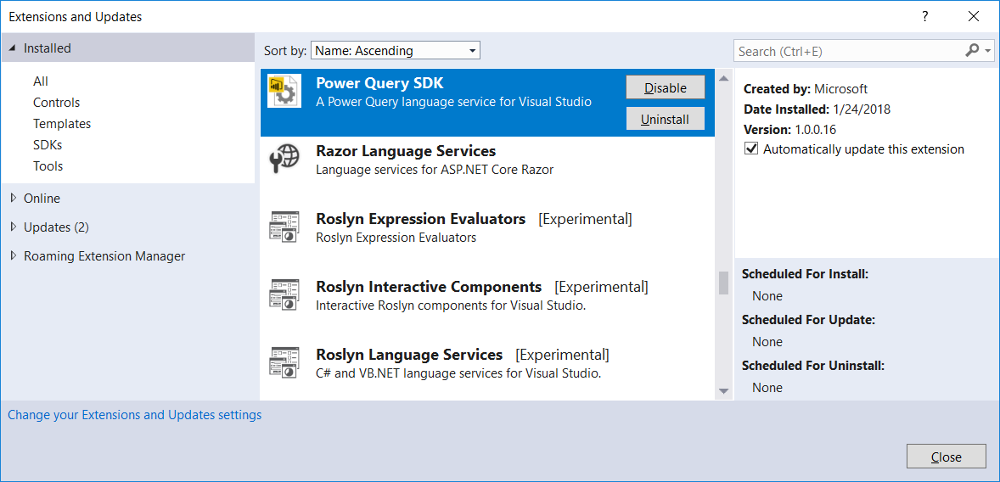 Extensions and Updates
?
Installed
All
Controls
Templates
SDKs
Tools
Online
Updates (2)
Roaming Extension Manager
Sort by: Name: Ascending
Power Query SDK
A Power Query language service for Visual Studio
Disable
Uninstall
Razor Language Services
Language services for ASP.NET Core Razor
Roslyn Expression Evaluators [Experimental]
Roslyn Expression Evaluators
Roslyn Interactive Components [Experimental]
Interactive Roslyn components for Visual Studio.
Roslyn Language Services [Experimental]
C# and VB.NET language services for Visual Studio.
Search (Ctrl+E)
Created by: Microsoft
Date Installed: 1/24/2018
Version: 1.0.0.16
Automatically update this extension
Scheduled For Install:
None
Scheduled For Update:
None
Scheduled For Uninstall:
None
Change your Extensions and Updates settings
Close